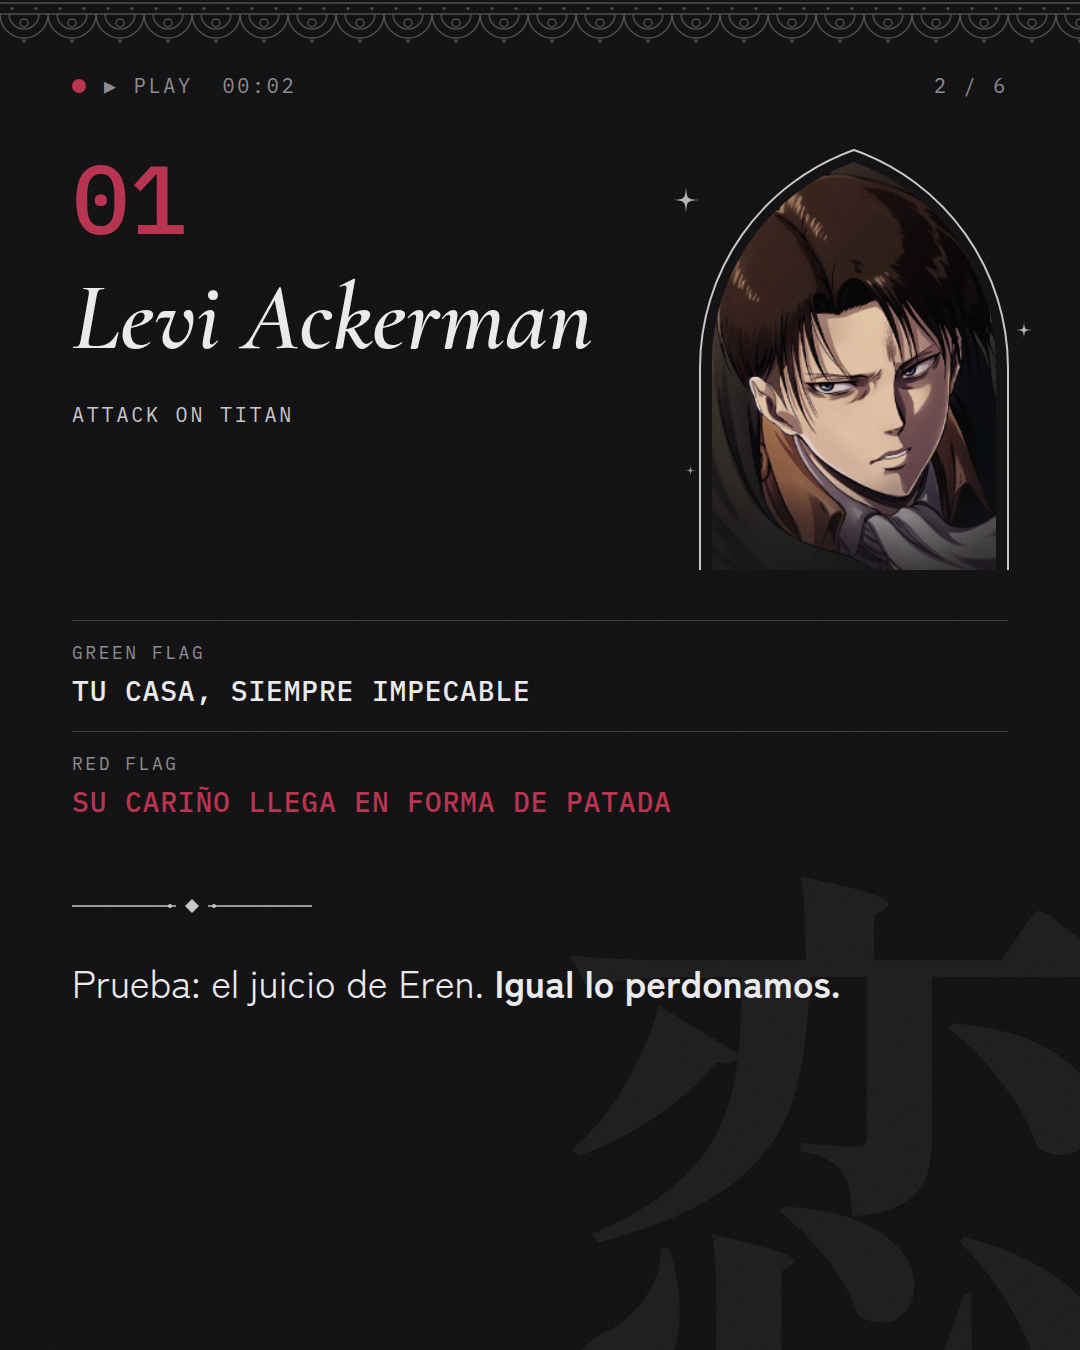 ▶ PLAY 00:02
2 / 6
01
Levi Ackerman
ATTACK ON TITAN
GREEN FLAG
TU CASA, SIEMPRE IMPECABLE
RED FLAG
SU CARIÑO LLEGA EN FORMA DE PATADA
Prueba: el juicio de Eren. Igual lo perdonamos.
恋